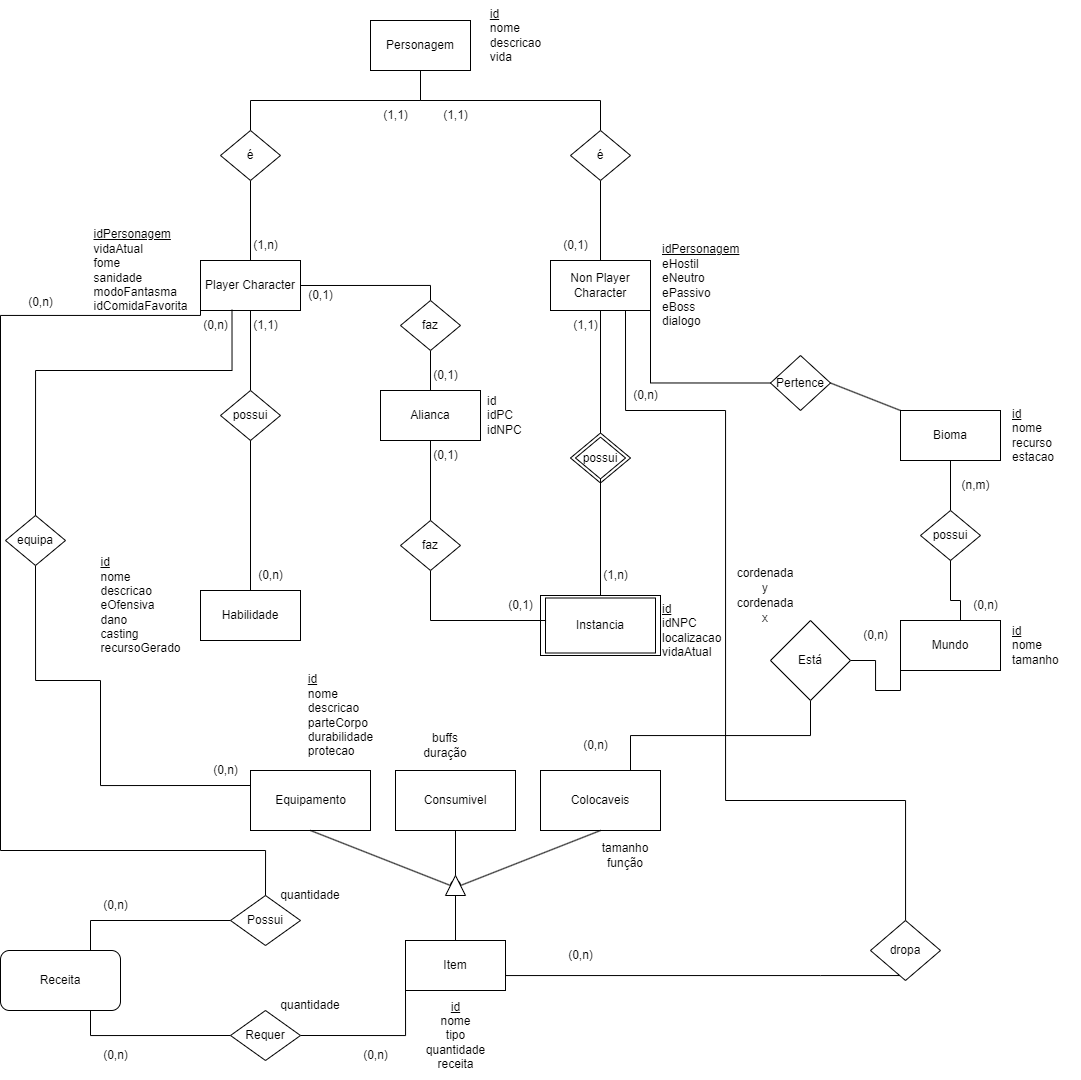 id
nome
descricao
vida
Personagem
(1,1)
(1,1)
é
é
(1,n)
(0,1)
idPersonagem
vidaAtual
fome
sanidade
modoFantasma
idComidaFavorita
Player Character
Non Player
Character
idPersonagem
eHostil
eNeutro
ePassivo
eBoss
dialogo
(0,n)
(0,1)
(0,n)
(1,1)
faz
(1,1)
(0,1)
Pertence
(0,n)
possui
Alianca
id
idPC
idNPC
Bioma
id
nome
recurso
estacao
(0,1)
possui
(n,m)
equipa
faz
possui
id
nome
descricao
eOfensiva
dano
casting
recursoGerado
(0,n)
(1,n)
cordenada
y
cordenada
x
(0,1)
(0,n)
Habilidade
Instancia
id
idNPC
localizacao
vidaAtual
(0,n)
Mundo
id
nome
tamanho
Está
id
nome
descricao
parteCorpo
durabilidade
protecao
buffs
duração
(0,n)
(0,n)
Equipamento
Consumivel
Colocaveis
tamanho
função
quantidade
(0,n)
Possui
dropa
(0,n)
Receita
Item
quantidade
id
nome
tipo
quantidade
receita
Requer
(0,n)
(0,n)